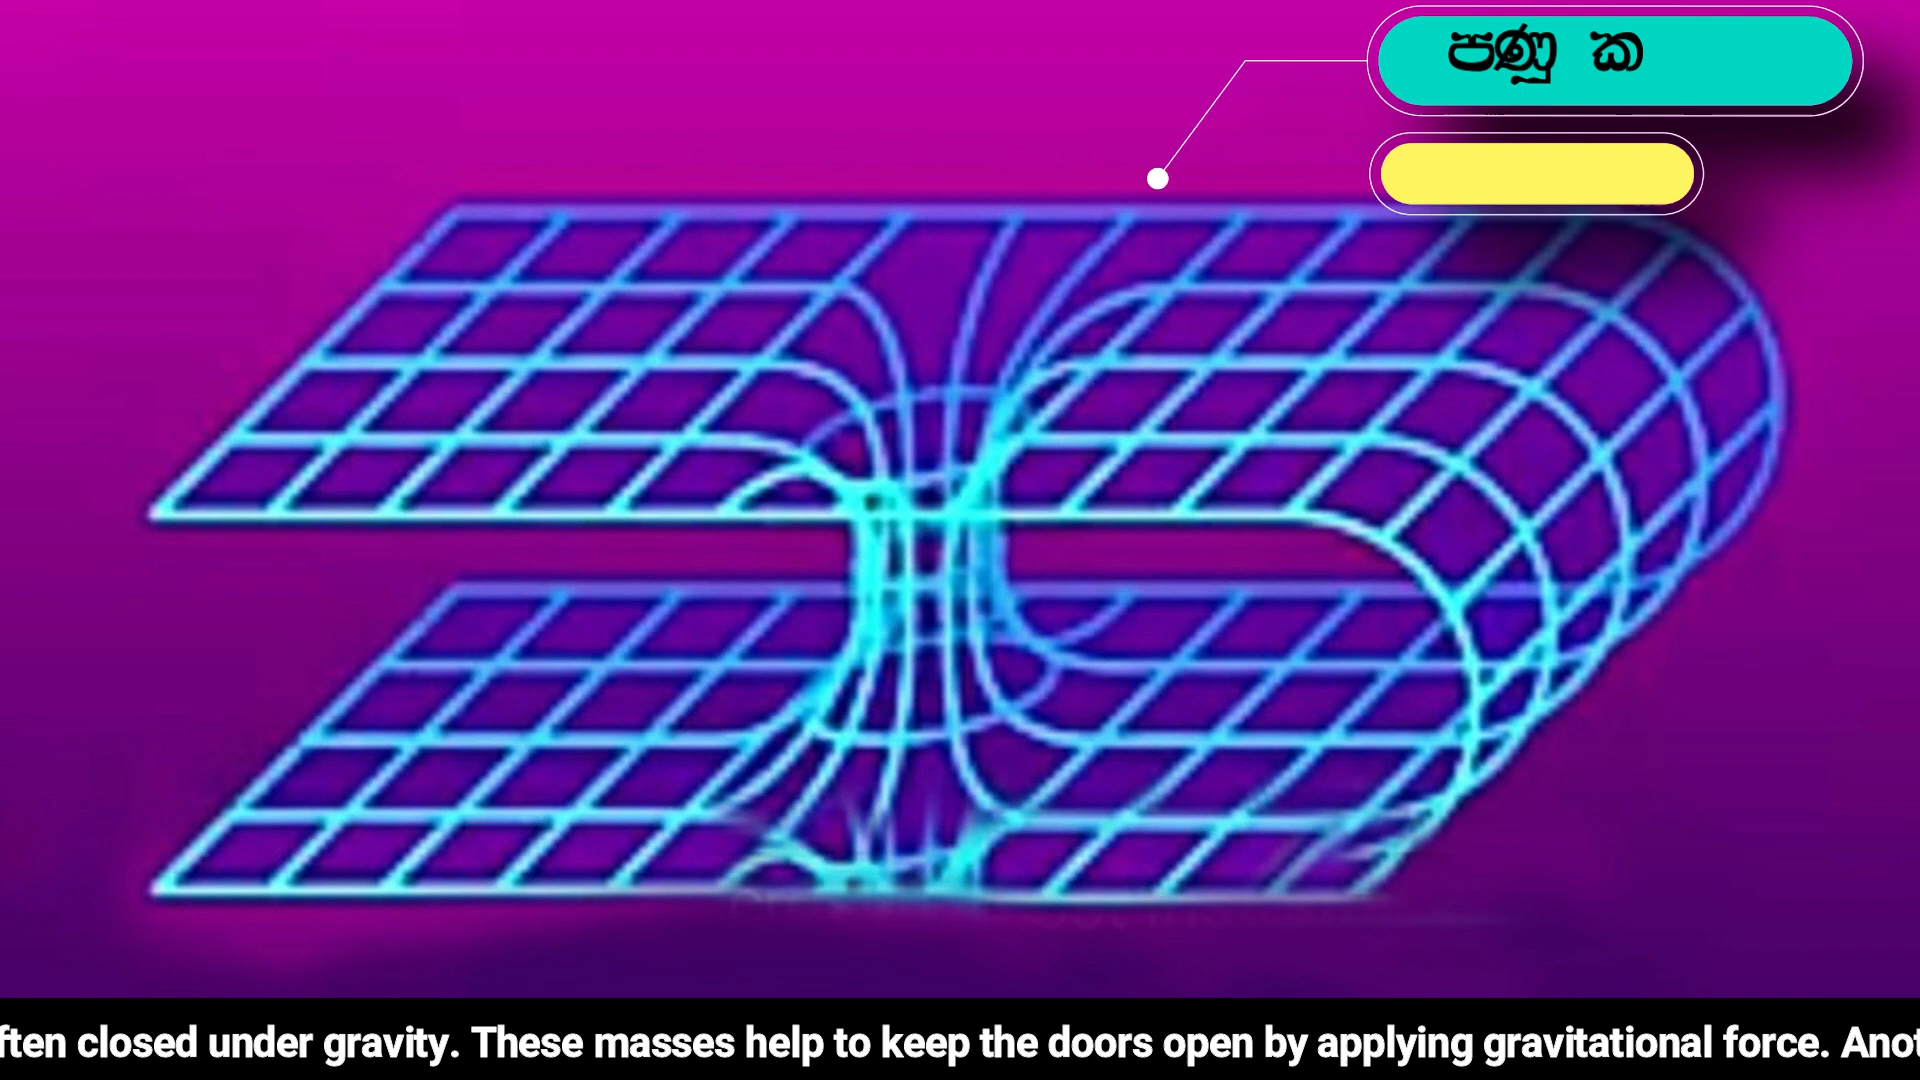 පණු ක
ften closed under gravity. These masses help to keep the doors open by applying gravitational force. Anot